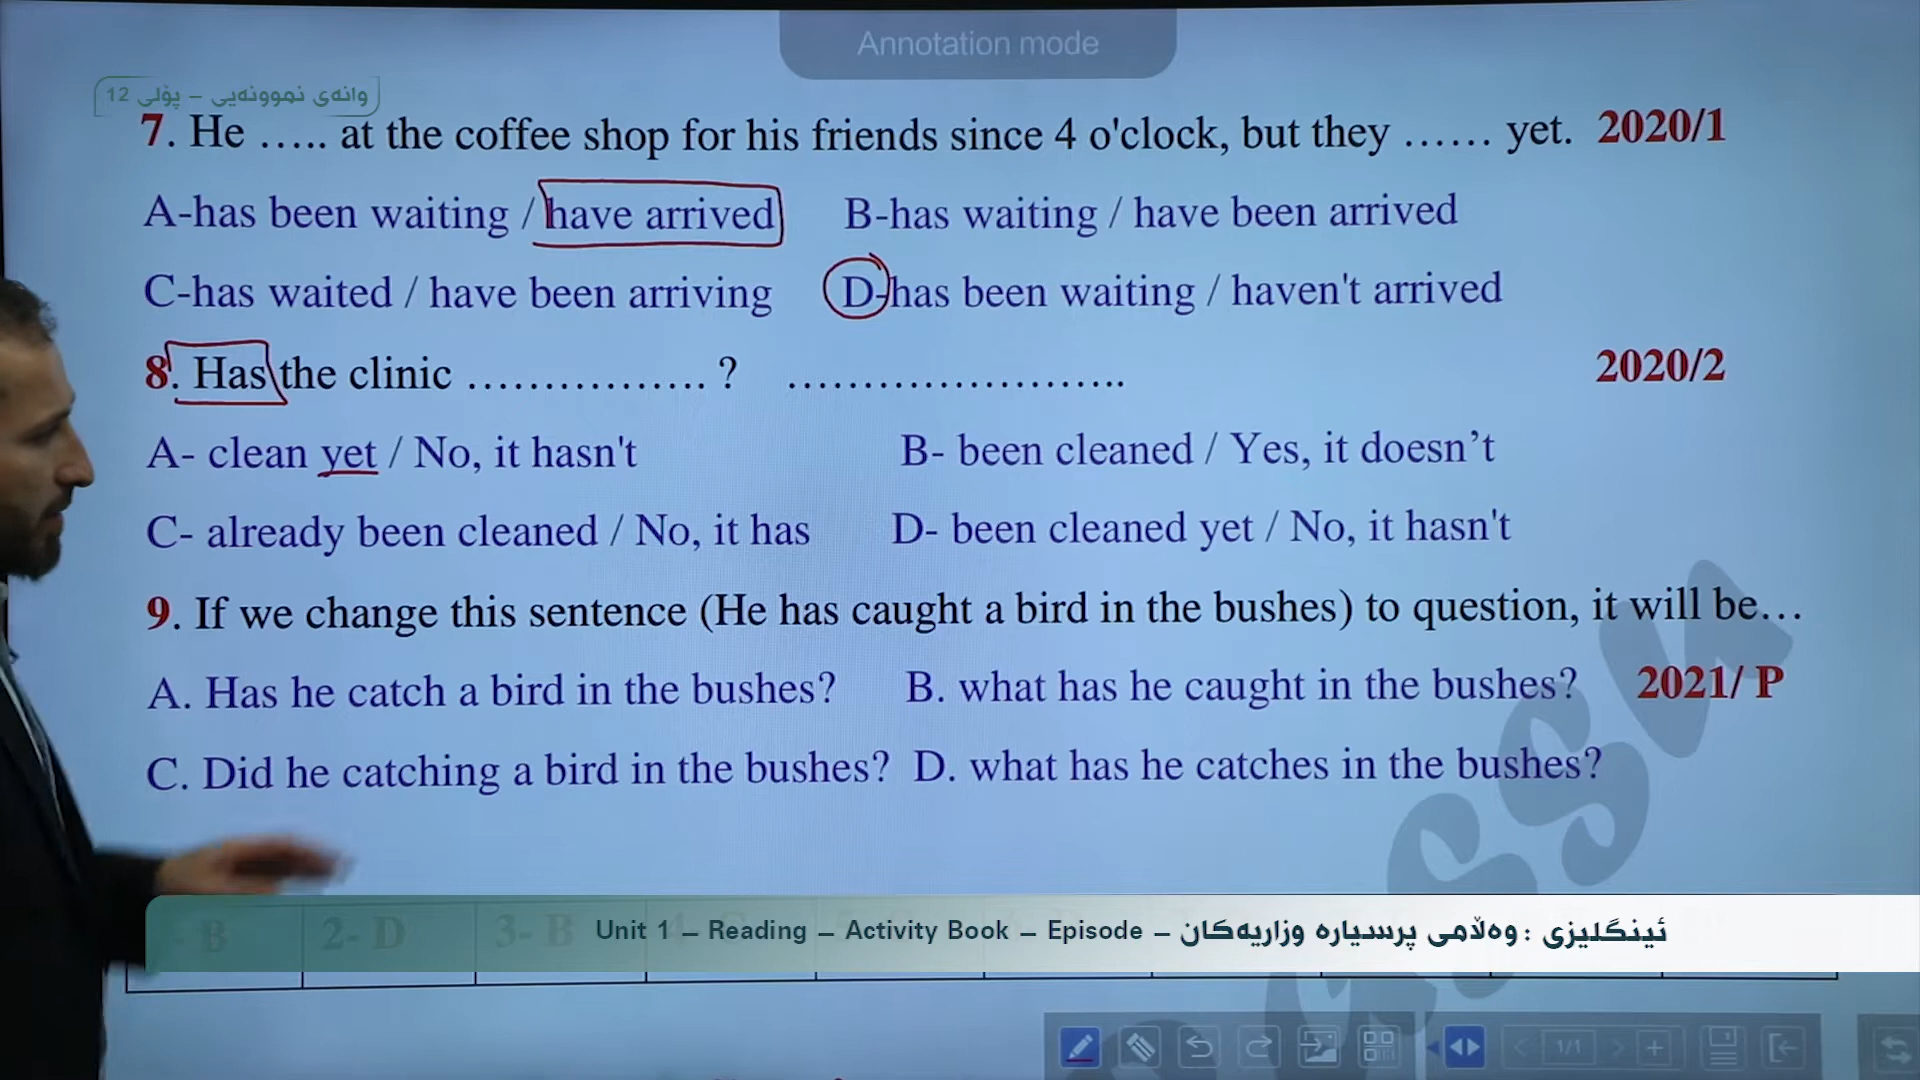 Annotation mode
وانەی نموونەیی – پۆلی 12
7. He ..... at the coffee shop for his friends since 4 o'clock, but they ...... yet. 2020/1
A-has been waiting / have arrived B-has waiting / have been arrived
C-has waited / have been arriving D-has been waiting / haven't arrived
8. Has the clinic ................. ? ........................ 2020/2
A- clean yet / No, it hasn't B- been cleaned / Yes, it doesn’t
C- already been cleaned / No, it has D- been cleaned yet / No, it hasn't
9. If we change this sentence (He has caught a bird in the bushes) to question, it will be…
A. Has he catch a bird in the bushes? B. what has he caught in the bushes? 2021/ P
C. Did he catching a bird in the bushes? D. what has he catches in the bushes?
B 2- D 3- B
ئینگلیزی : وەڵامی پرسیارە وزاریەکان – Unit 1 – Reading – Activity Book – Episode
1/1